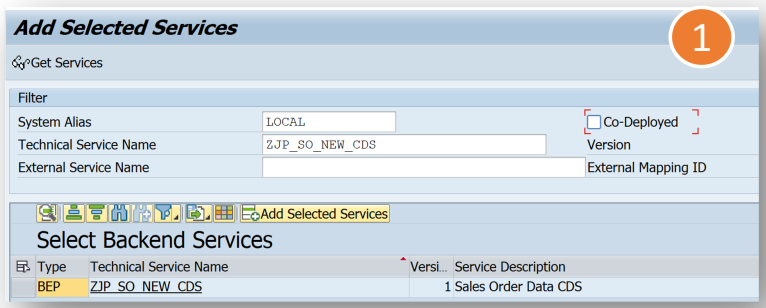 Add Selected Services
1
Get Services
Filter
System Alias LOCAL Co-Deployed
Technical Service Name ZJP_SO_NEW_CDS Version
External Service Name External Mapping ID
Add Selected Services
Select Backend Services
Type Technical Service Name Versi... Service Description
BEP ZJP_SO_NEW_CDS 1 Sales Order Data CDS